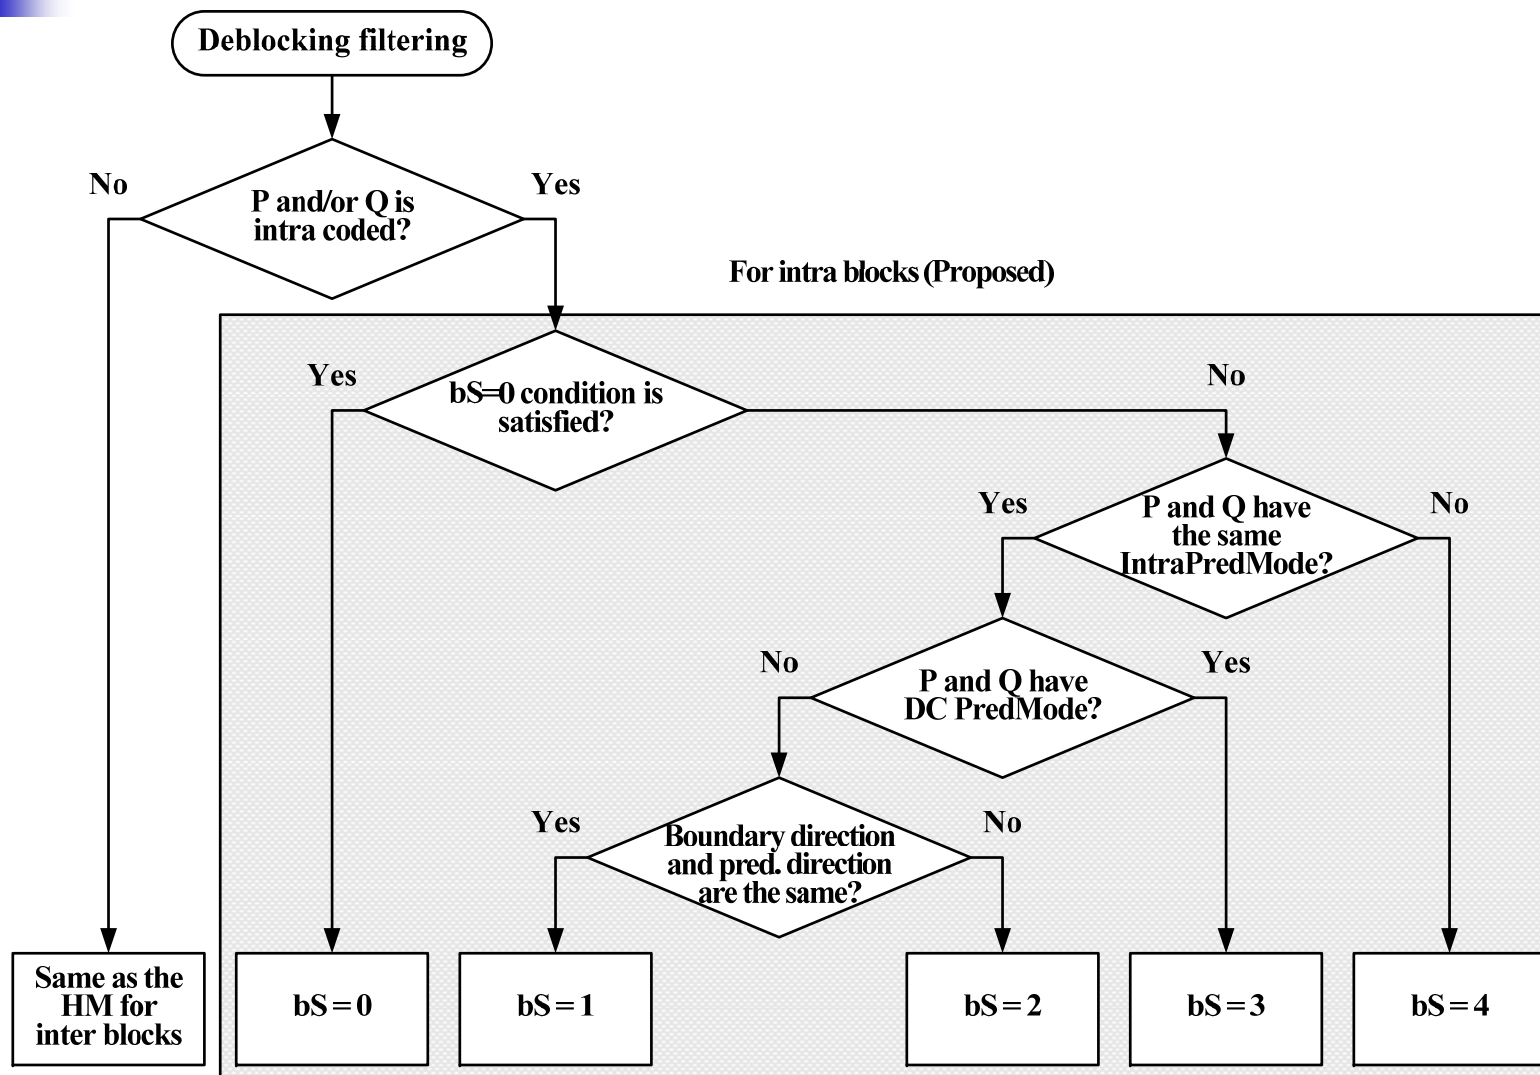 Deblocking filtering
No
Yes
P and/or Q is
intra coded?
For intra blocks (Proposed)
Yes
No
bS=0 condition is
satisfied?
Yes
No
P and Q have
the same
IntraPredMode?
No
Yes
P and Q have
DC PredMode?
Yes
No
Boundary direction
and pred. direction
are the same?
Same as the
HM for
inter blocks
bS = 0
bS = 1
bS = 2
bS = 3
bS = 4